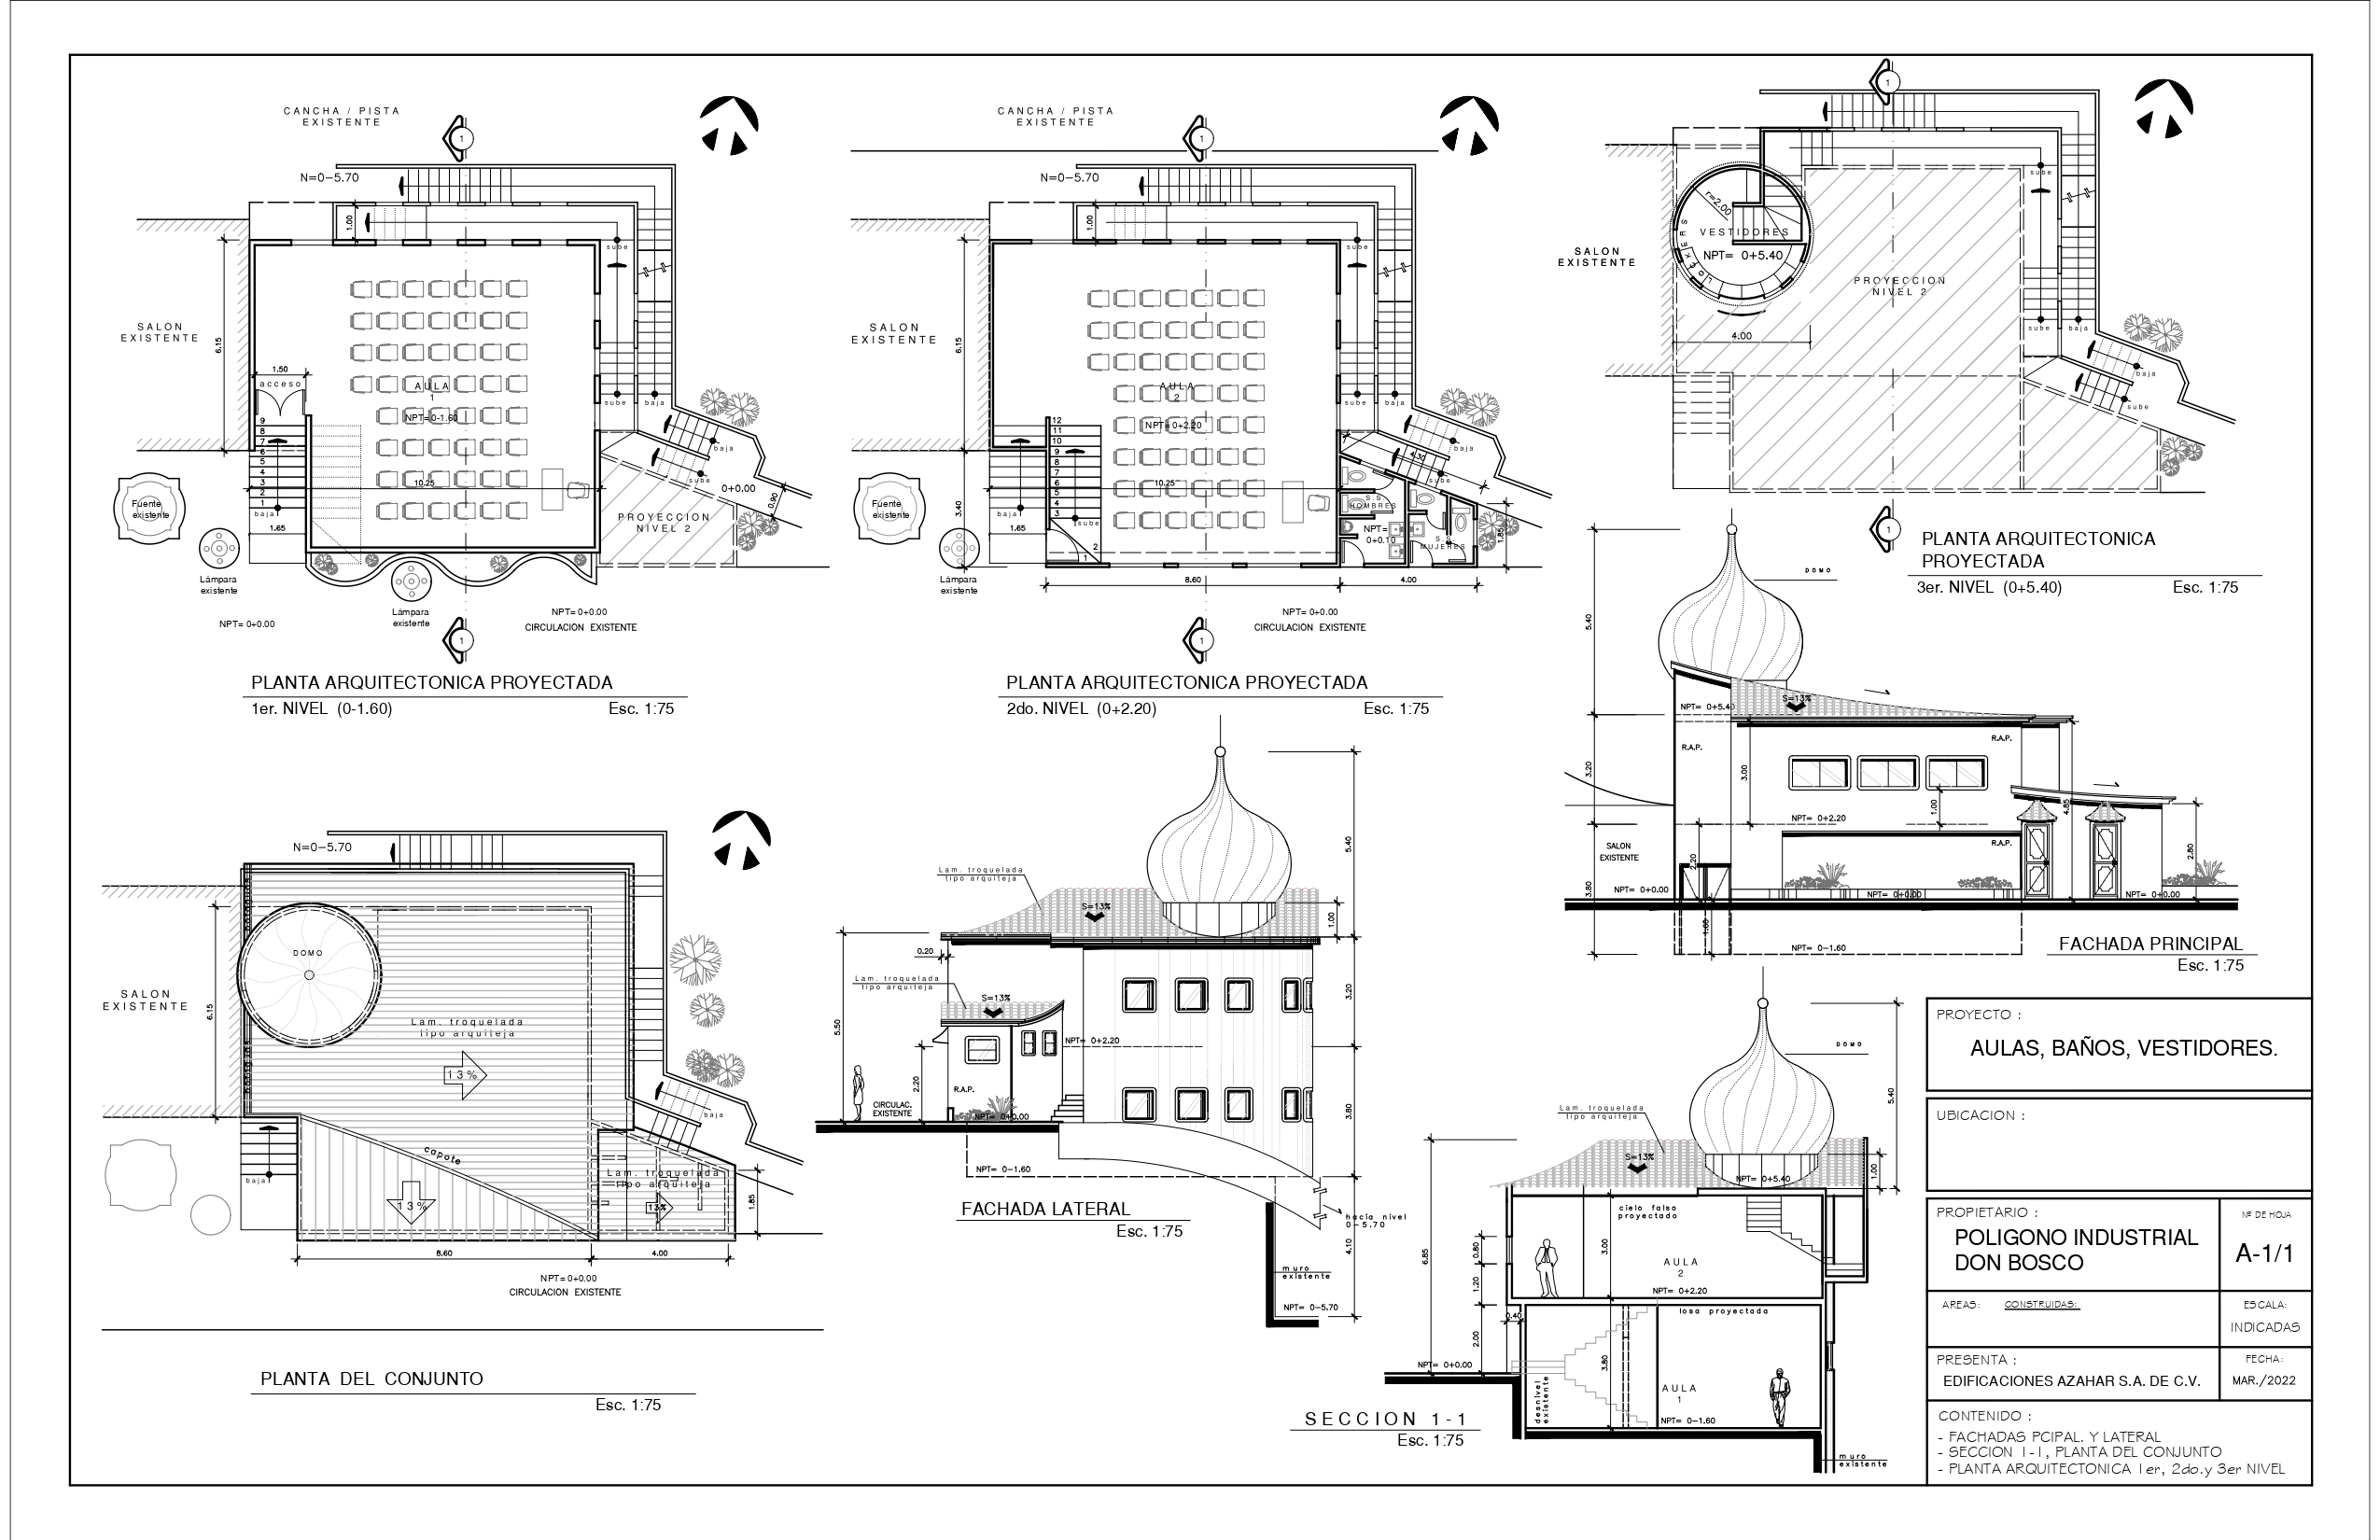 CANCHA / PISTA
EXISTENTE
1
N=0-5.70
1.00
sube
SALON
EXISTENTE
6.15
1.50
acceso
AULA
1
NPT= 0-1.60
9
8
7
6
5
4
3
2
1
baja
1.65
10.25
sube
baja
baja
sube
0+0.00
0.90
PROYECCION
NIVEL 2
Fuente
existente
Lámpara
existente
Lámpara
existente
NPT= 0+0.00
NPT= 0+0.00
CIRCULACION EXISTENTE
1
PLANTA ARQUITECTONICA PROYECTADA
1er. NIVEL (0-1.60)
Esc. 1:75
CANCHA / PISTA
EXISTENTE
1
N=0-5.70
1.00
sube
SALON
EXISTENTE
6.15
AULA
2
NPT= 0+2.20
12
11
10
9
8
7
6
5
4
3
2
1
sube
baja
1.65
3.40
10.25
sube
baja
baja
sube
4.30
S.S.
HOMBRES
NPT=
0+0.10
S.S.
MUJERES
1.85
8.60
4.00
Fuente
existente
Lámpara
existente
NPT= 0+0.00
CIRCULACION EXISTENTE
1
PLANTA ARQUITECTONICA PROYECTADA
2do. NIVEL (0+2.20)
Esc. 1:75
1
r=2.00
LOCKERS
VESTIDORES
NPT= 0+5.40
4.00
SALON
EXISTENTE
PROYECCION
NIVEL 2
sube
sube
baja
baja
sube
1
PLANTA ARQUITECTONICA
PROYECTADA
3er. NIVEL (0+5.40)
Esc. 1:75
DOMO
5.40
S=13%
NPT= 0+5.40
R.A.P.
R.A.P.
3.20
3.00
1.00
4.85
NPT= 0+2.20
R.A.P.
SALON
EXISTENTE
2.20
2.80
3.80
NPT= 0+0.00
NPT= 0+0.00
NPT= 0+0.00
1.60
NPT= 0-1.60
FACHADA PRINCIPAL
Esc. 1:75
N=0-5.70
DOMO
SALON
EXISTENTE
6.15
Lam. troquelada
tipo arquiteja
13%
capote
13%
Lam. troquelada
tipo arquiteja
13%
baja
baja
1.85
8.60
4.00
NPT= 0+0.00
CIRCULACION EXISTENTE
PLANTA DEL CONJUNTO
Esc. 1:75
Lam. troquelada
tipo arquiteja
S=13%
5.40
1.00
0.20
Lam. troquelada
tipo arquiteja
S=13%
5.50
3.20
NPT= 0+2.20
2.20
R.A.P.
CIRCULAC.
EXISTENTE
NPT= 0+0.00
3.80
NPT= 0-1.60
hacia nivel
0-5.70
4.10
muro
existente
NPT= 0-5.70
FACHADA LATERAL
Esc. 1:75
DOMO
5.40
Lam. troquelada
tipo arquiteja
S=13%
1.00
NPT= 0+5.40
cielo falso
proyectado
6.85
0.80
3.00
1.20
AULA
2
NPT= 0+2.20
losa proyectada
0.40
2.00
3.80
NPT= 0+0.00
desnivel
existente
AULA
1
NPT= 0-1.60
muro
existente
SECCION 1-1
Esc. 1:75
PROYECTO :
AULAS, BAÑOS, VESTIDORES.
UBICACION :
PROPIETARIO :
POLIGONO INDUSTRIAL
DON BOSCO
Nº DE HOJA
A-1/1
AREAS: CONSTRUIDAS:
ESCALA:
INDICADAS
PRESENTA :
EDIFICACIONES AZAHAR S.A. DE C.V.
FECHA:
MAR./2022
CONTENIDO :
- FACHADAS PCIPAL. Y LATERAL
- SECCION 1-1, PLANTA DEL CONJUNTO
- PLANTA ARQUITECTONICA 1er, 2do.y 3er NIVEL